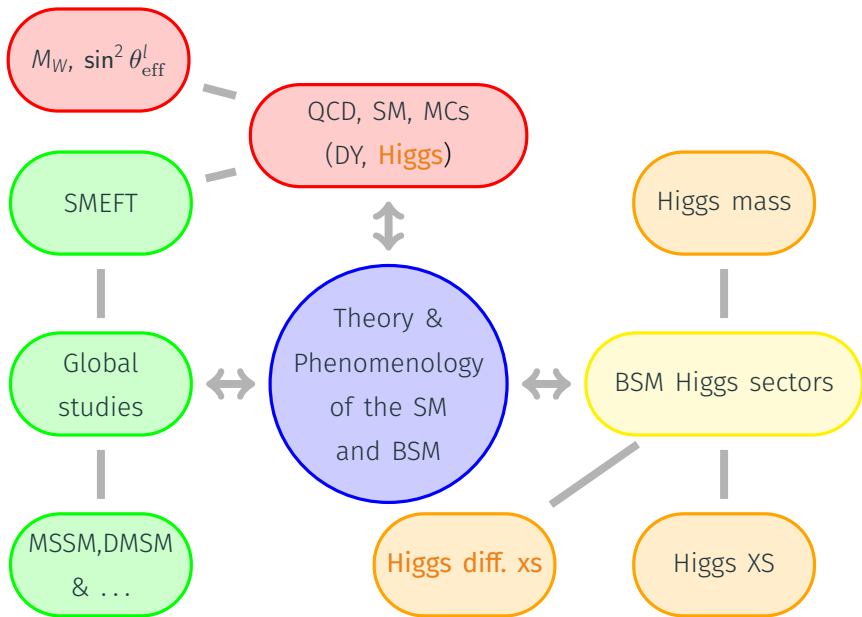 M_W, sin² θ^l_eff
QCD, SM, MCs
(DY, Higgs)
SMEFT
Higgs mass
Theory &
Phenomenology
of the SM
and BSM
Global
studies
BSM Higgs sectors
MSSM,DMSM
& ...
Higgs diff. xs
Higgs XS